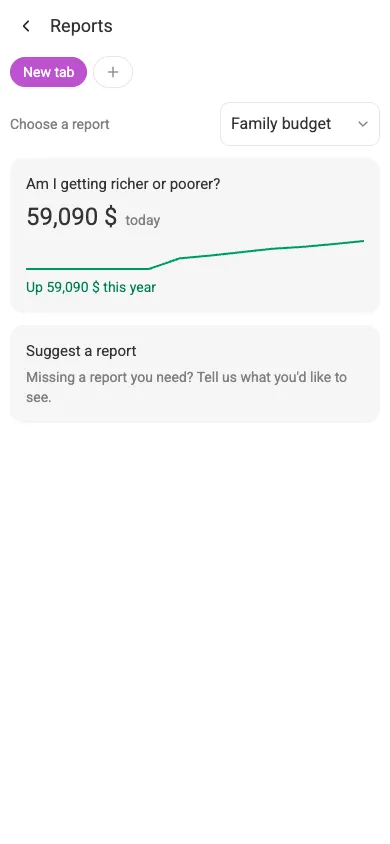 Reports
New tab
Choose a report
Family budget
Am I getting richer or poorer?
59,090 $ today
Up 59,090 $ this year
Suggest a report
Missing a report you need? Tell us what you'd like to
see.